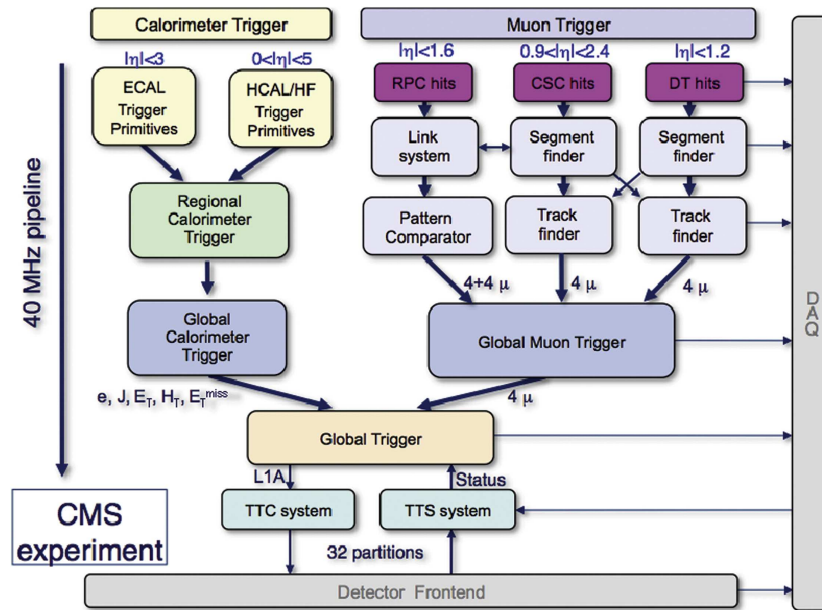 Calorimeter Trigger
Muon Trigger
|η|<3
0<|η|<5
|η|<1.6
0.9<|η|<2.4
|η|<1.2
ECAL
Trigger
Primitives
HCAL/HF
Trigger
Primitives
RPC hits
CSC hits
DT hits
Link
system
Segment
finder
Segment
finder
Regional
Calorimeter
Trigger
Pattern
Comparator
Track
finder
Track
finder
40 MHz pipeline
4+4 μ
4 μ
4 μ
DAQ
Global
Calorimeter
Trigger
Global Muon Trigger
e, J, E_T, H_T, E_T^miss
4 μ
Global Trigger
L1A
Status
CMS
experiment
TTC system
TTS system
32 partitions
Detector Frontend